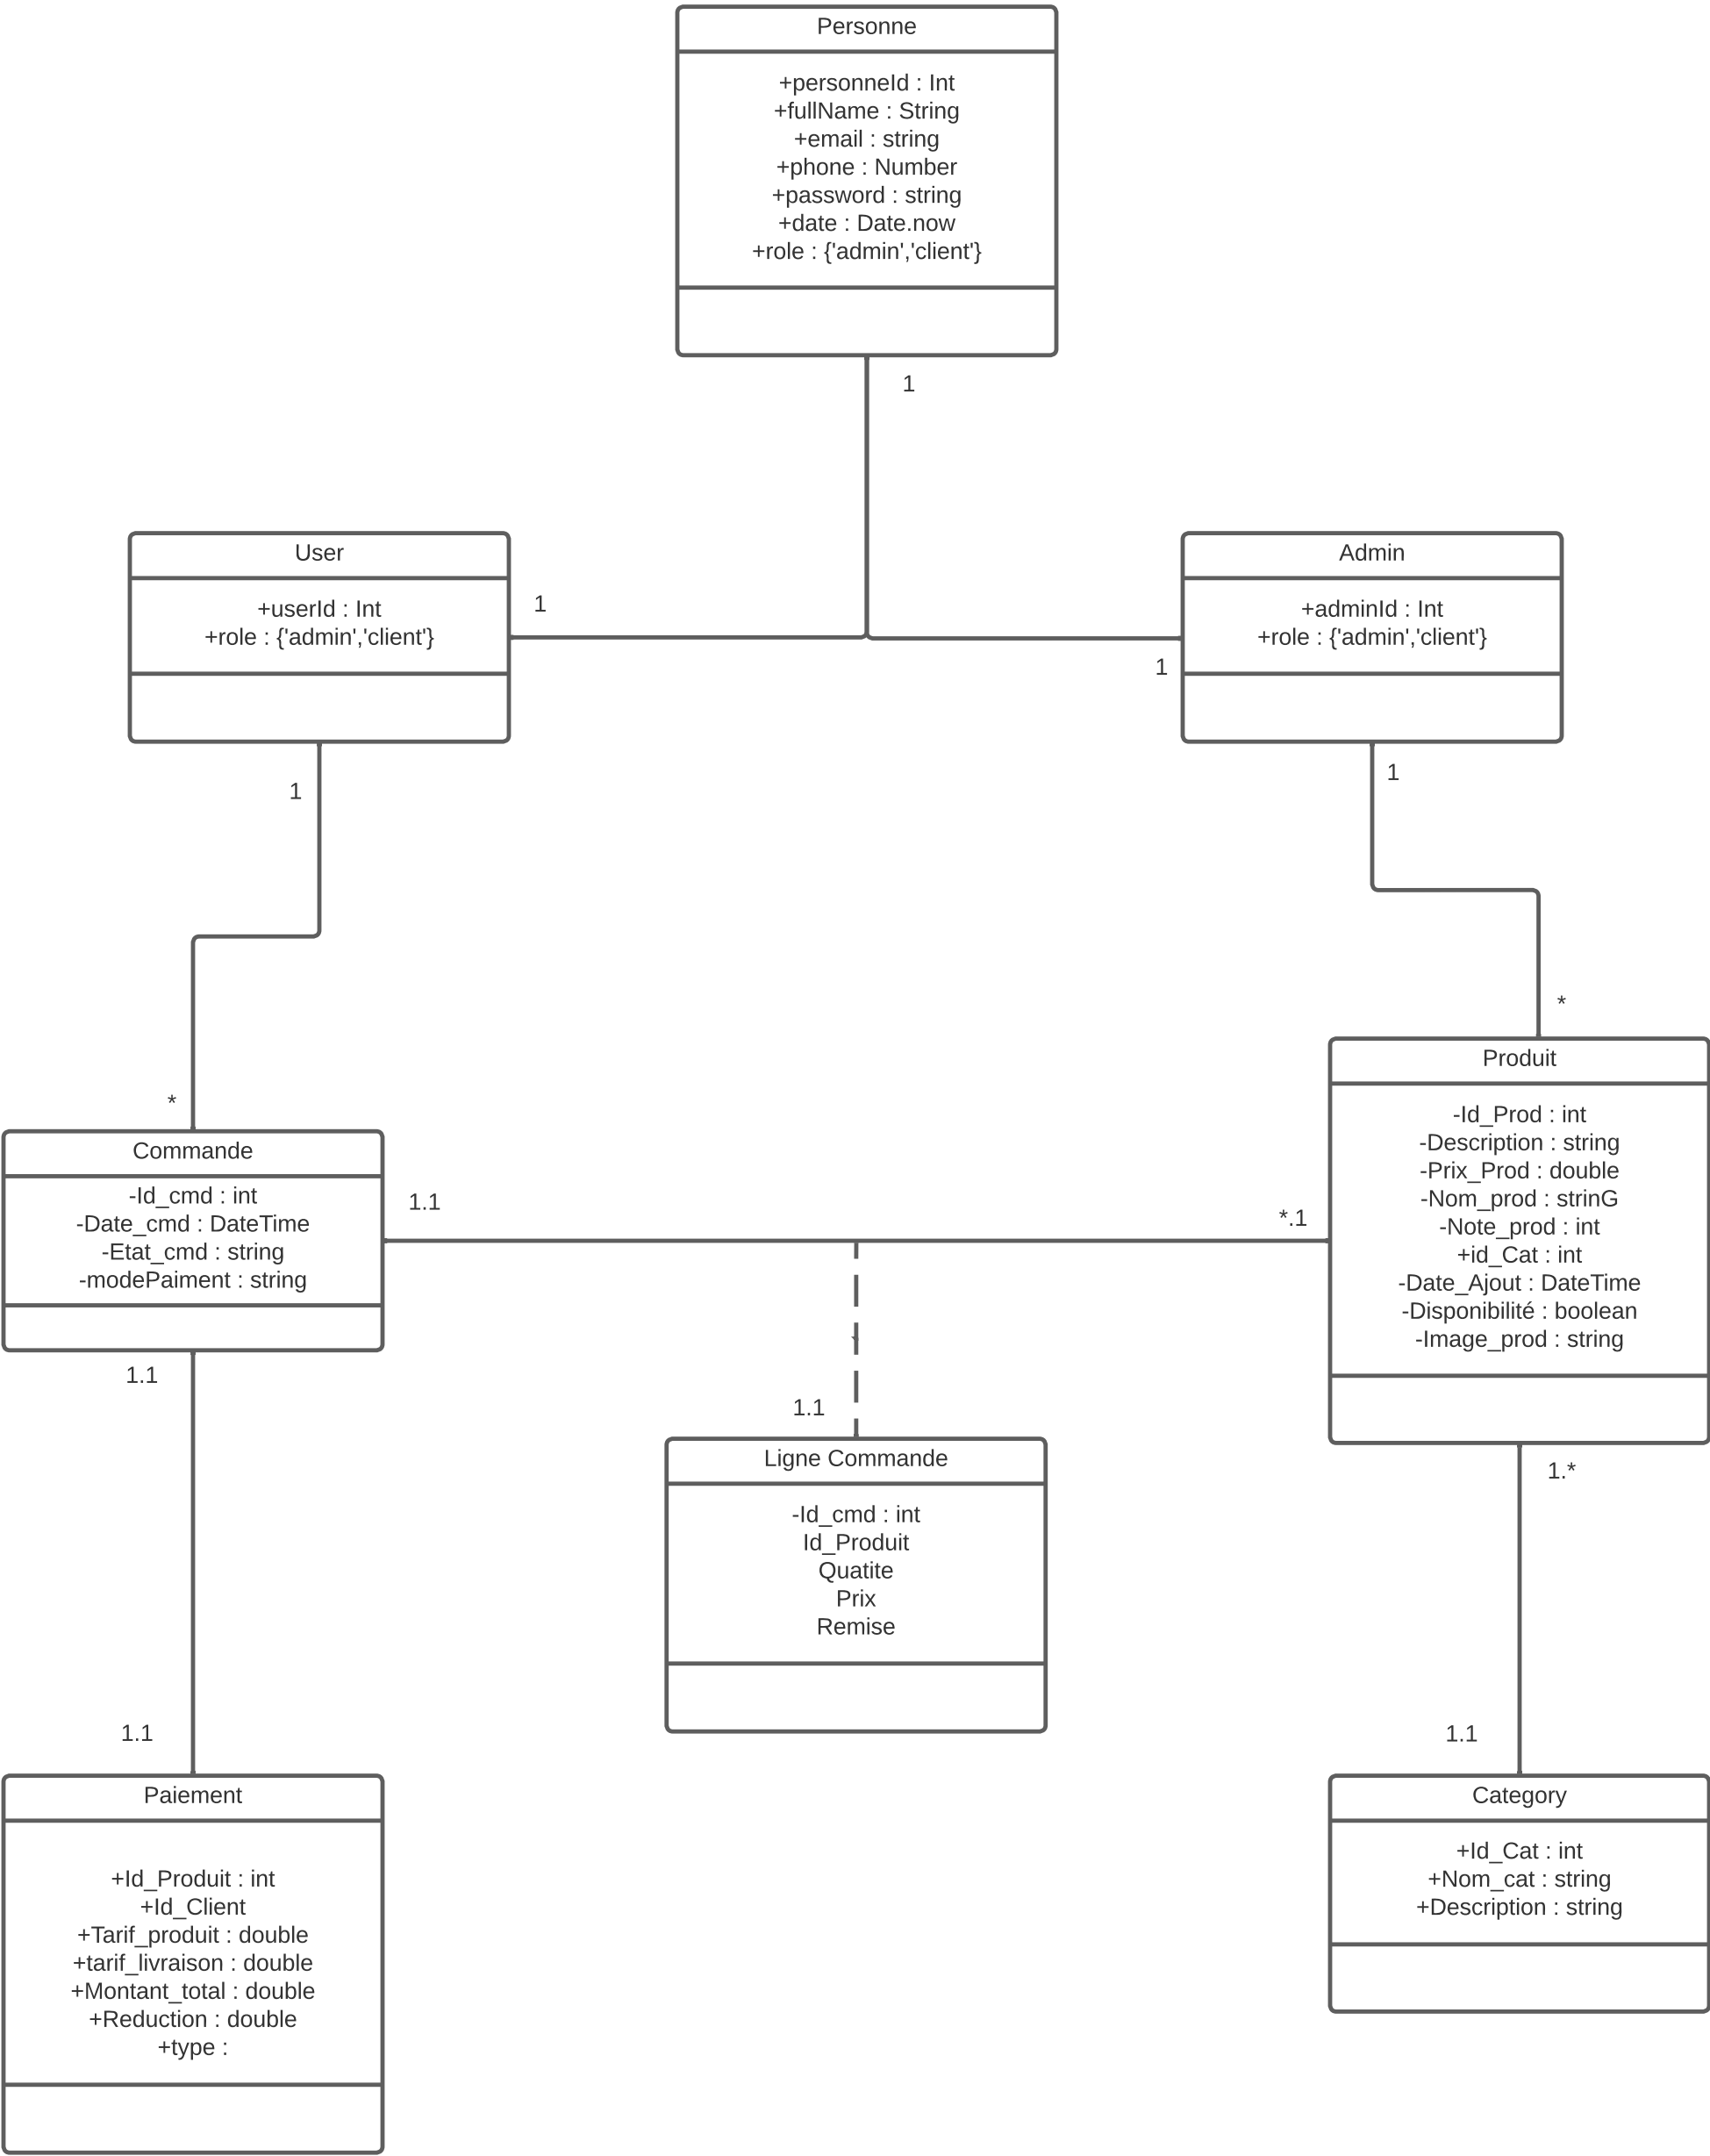 Personne
+personneId : Int
+fullName : String
+email : string
+phone : Number
+password : string
+date : Date.now
+role : {'admin','client'}
1
User
+userId : Int
+role : {'admin','client'}
1
Admin
+adminId : Int
+role : {'admin','client'}
1
1
1
*
*
Commande
-Id_cmd : int
-Date_cmd : DateTime
-Etat_cmd : string
-modePaiment : string
1.1
*.1
Produit
-Id_Prod : int
-Description : string
-Prix_Prod : double
-Nom_prod : strinG
-Note_prod : int
+id_Cat : int
-Date_Ajout : DateTime
-Disponibilité : boolean
-Image_prod : string
1.1
1.1
Ligne Commande
-Id_cmd : int
Id_Produit
Quatite
Prix
Remise
1.*
1.1
1.1
Paiement
+Id_Produit : int
+Id_Client
+Tarif_produit : double
+tarif_livraison : double
+Montant_total : double
+Reduction : double
+type :
Category
+Id_Cat : int
+Nom_cat : string
+Description : string